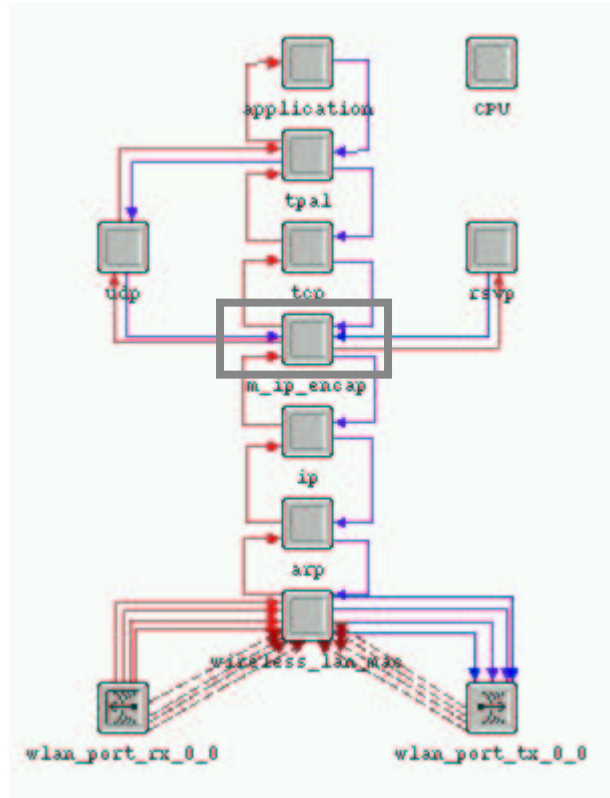 application
CPU
tpal
udp
tcp
rsvp
m_ip_encap
ip
arp
wireless_lan_mac
wlan_port_rx_0_0
wlan_port_tx_0_0